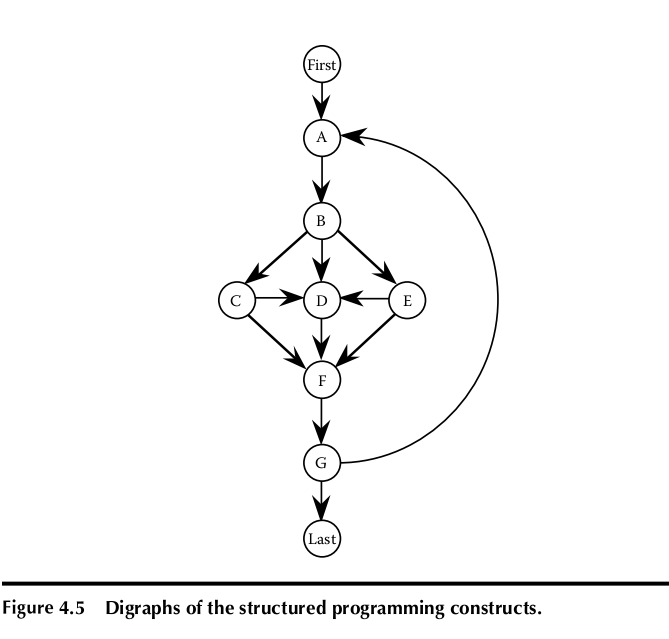 First
A
B
C D E
F
G
Last
Figure 4.5 Digraphs of the structured programming constructs.